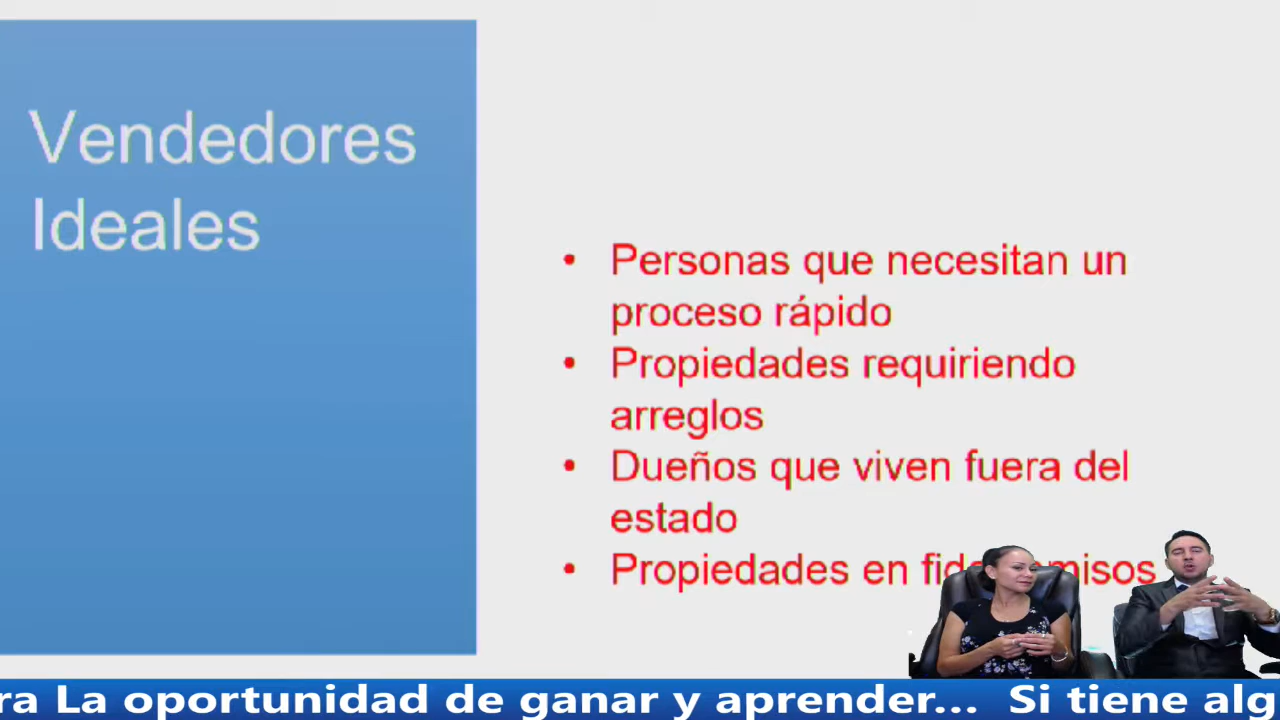 Vendedores
Ideales
• Personas que necesitan un
proceso rápido
• Propiedades requiriendo
arreglos
• Dueños que viven fuera del
estado
• Propiedades en
ra La oportunidad de ganar y aprender... Si tiene alg